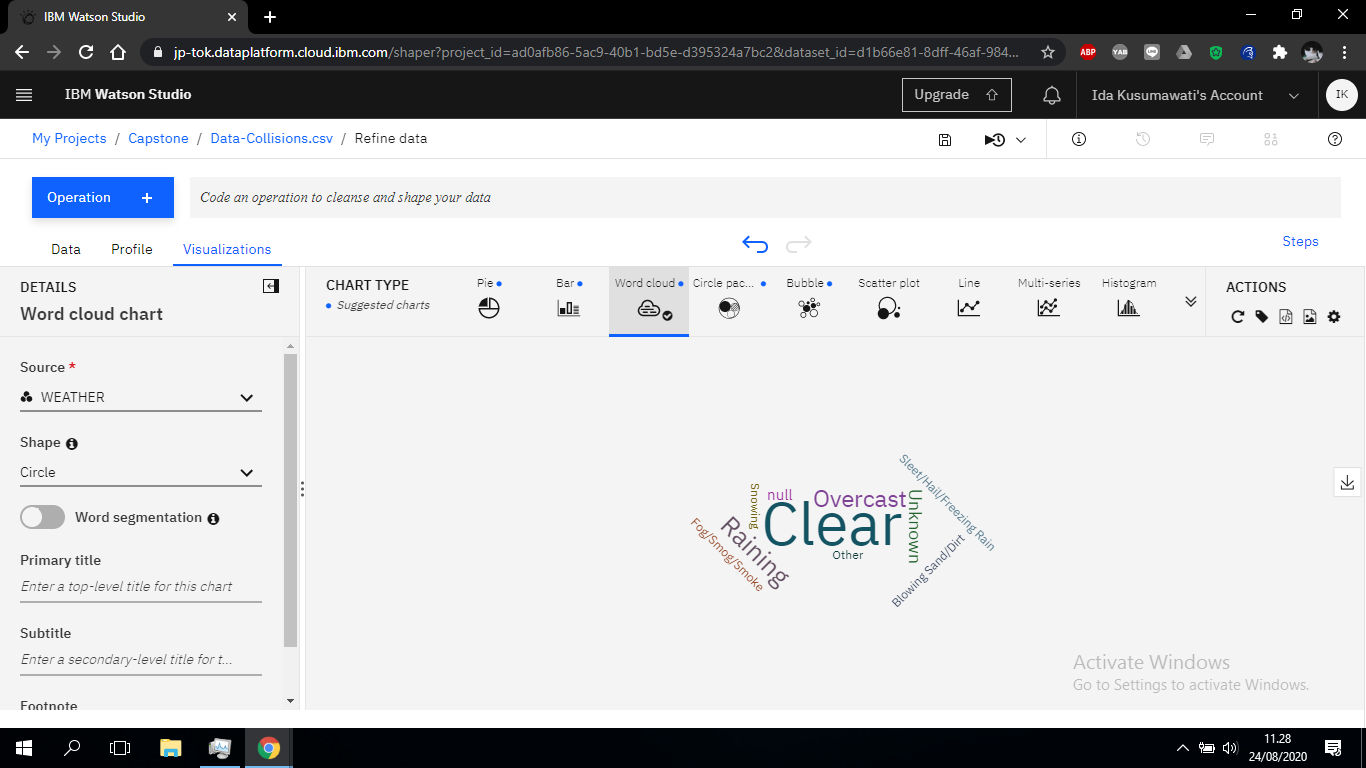 IBM Watson Studio
jp-tok.dataplatform.cloud.ibm.com/shaper?project_id=ad0afb86-5ac9-40b1-bd5e-d395324a7bc2&dataset_id=d1b66e81-8dff-46af-984...
ABP
YAB
LINE
IBM Watson Studio
Upgrade
Ida Kusumawati's Account
IK
My Projects / Capstone / Data-Collisions.csv / Refine data
Operation +
Code an operation to cleanse and shape your data
Data Profile Visualizations
Steps
DETAILS
Word cloud chart
CHART TYPE
Suggested charts
Pie
Bar
Word cloud
Circle pac...
Bubble
Scatter plot
Line
Multi-series
Histogram
ACTIONS
Source *
WEATHER
Shape
Circle
Word segmentation
Primary title
Enter a top-level title for this chart
Subtitle
Enter a secondary-level title for t...
Footnote
Sleet/Hail/Freezing Rain
Snowing
null
Overcast
Unknown
Clear
Raining
Fog/Smog/Smoke
Other
Blowing Sand/Dirt
Activate Windows
Go to Settings to activate Windows.
11.28
24/08/2020